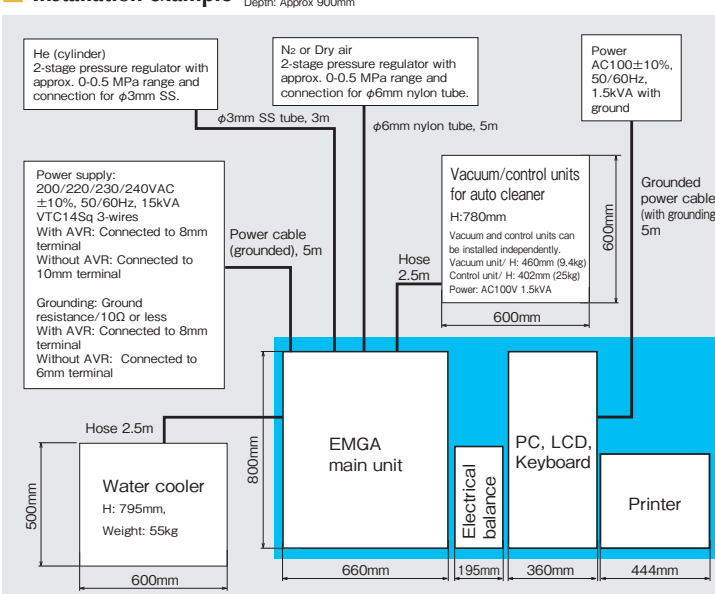 Installation example Depth: Approx 900mm
He (cylinder)
2-stage pressure regulator with
approx. 0-0.5 MPa range and
connection for φ3mm SS.
N2 or Dry air
2-stage pressure regulator with
approx. 0-0.5 MPa range and
connection for φ6mm nylon tube.
Power
AC100±10%,
50/60Hz,
1.5kVA with
ground
φ3mm SS tube, 3m
φ6mm nylon tube, 5m
Power supply:
200/220/230/240VAC
±10%, 50/60Hz, 15kVA
VTC14Sq 3-wires
With AVR: Connected to 8mm
terminal
Without AVR: Connected to
10mm terminal
Grounding: Ground
resistance/10Ω or less
With AVR: Connected to 8mm
terminal
Without AVR: Connected to
6mm terminal
Power cable
(grounded), 5m
Hose
2.5m
Vacuum/control units
for auto cleaner
H:780mm
Vacuum and control units can
be installed independently.
Vacuum unit/ H: 460mm (9.4kg)
Control unit/ H: 402mm (25kg)
Power: AC100V 1.5kVA
600mm
600mm
Grounded
power cable
(with grounding
5m
Hose 2.5m
Water cooler
H: 795mm,
Weight: 55kg
500mm
600mm
800mm
EMGA
main unit
660mm
Electrical
balance
195mm
PC, LCD,
Keyboard
360mm
Printer
444mm